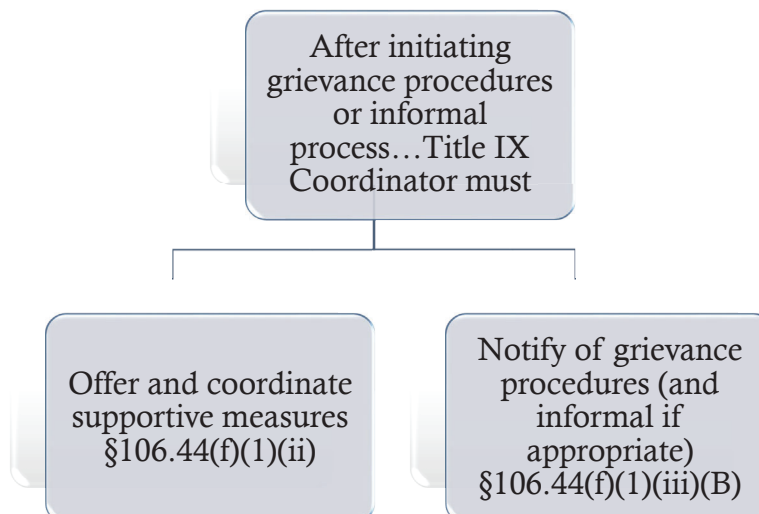 After initiating
grievance procedures
or informal
process…Title IX
Coordinator must
Offer and coordinate
supportive measures
§106.44(f)(1)(ii)
Notify of grievance
procedures (and
informal if
appropriate)
§106.44(f)(1)(iii)(B)